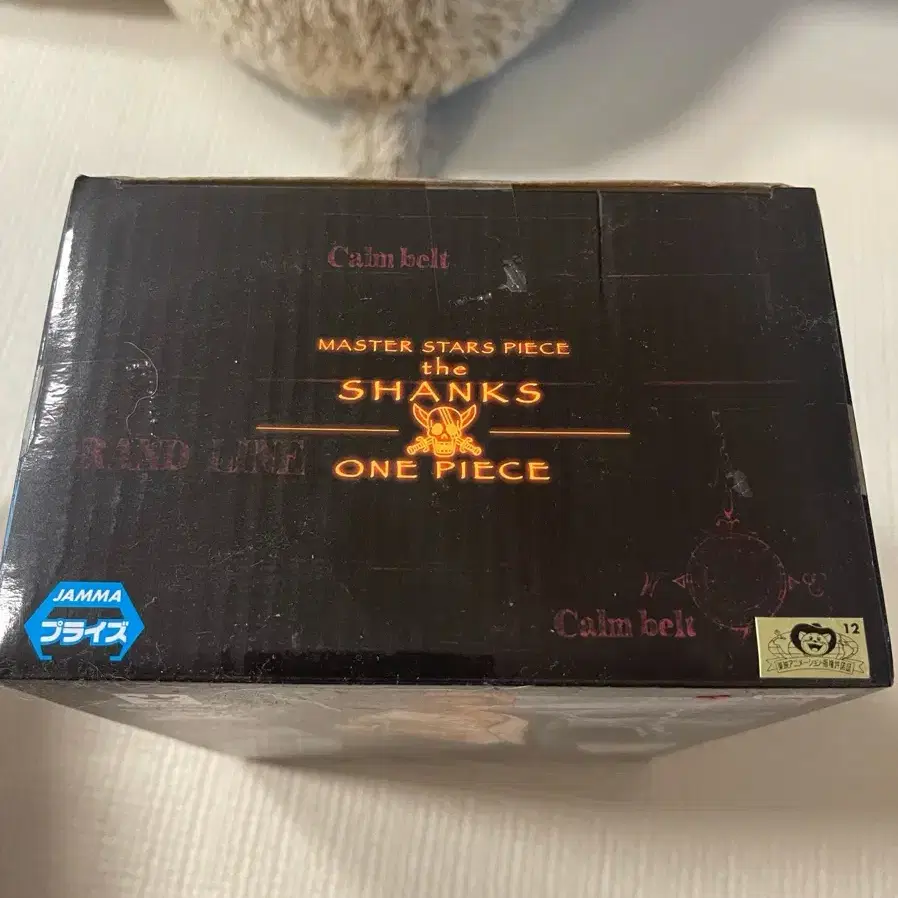 Calm belt
MASTER STARS PIECE
the
SHANKS
RAND LINE
ONE PIECE
JAMMA
プライズ
Calm belt
12